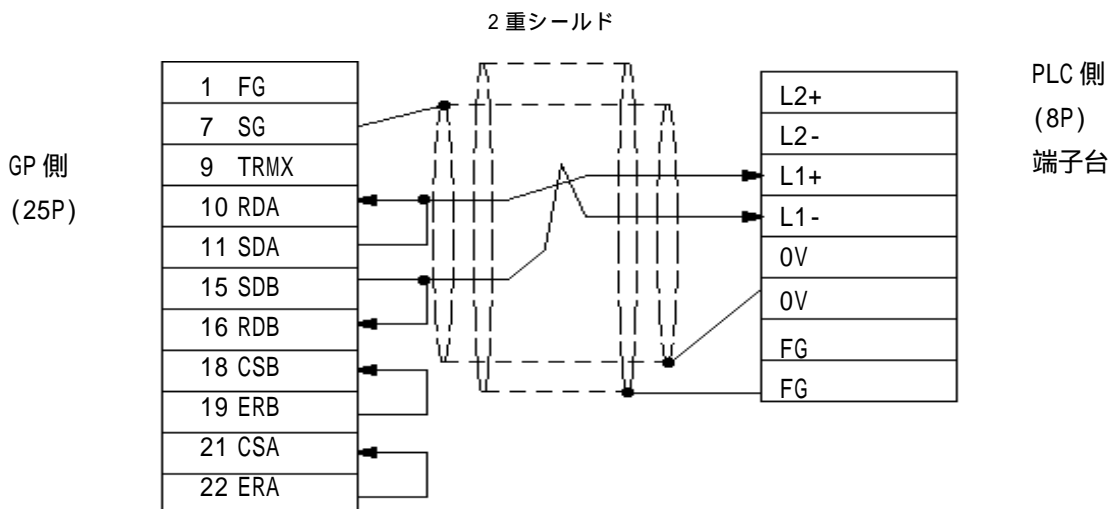 2 重シールド
GP 側
(25P)
1 FG
7 SG
9 TRMX
10 RDA
11 SDA
15 SDB
16 RDB
18 CSB
19 ERB
21 CSA
22 ERA
L2+
L2-
L1+
L1-
0V
0V
FG
FG
PLC 側
(8P)
端子台